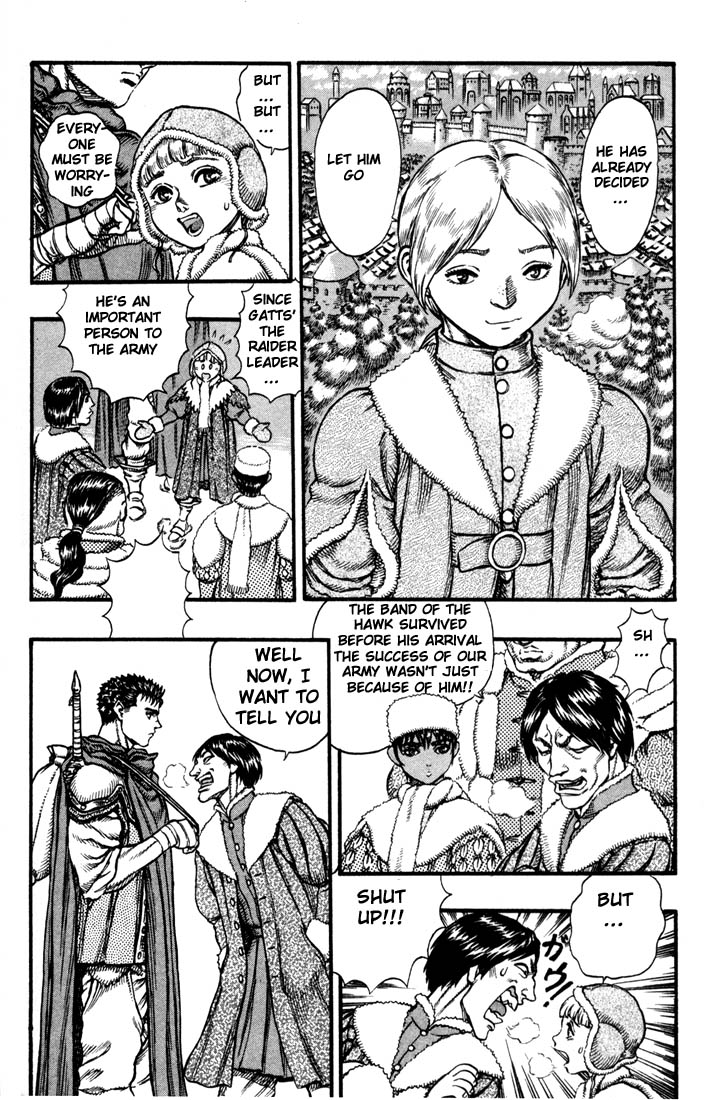 HE HAS
ALREADY
DECIDED
...
LET HIM
GO
BUT
...
BUT
...
EVERY-
ONE
MUST BE
WORRY-
ING
SINCE
GATTS'
THE
RAIDER
LEADER
...
HE'S AN
IMPORTANT
PERSON TO
THE ARMY
SH
...
THE BAND OF THE
HAWK SURVIVED
BEFORE HIS ARRIVAL
THE SUCCESS OF OUR
ARMY WASN'T JUST
BECAUSE OF HIM!!
BUT
...
ガウ!
SHUT
UP!!!
WELL
NOW, I
WANT TO
TELL YOU